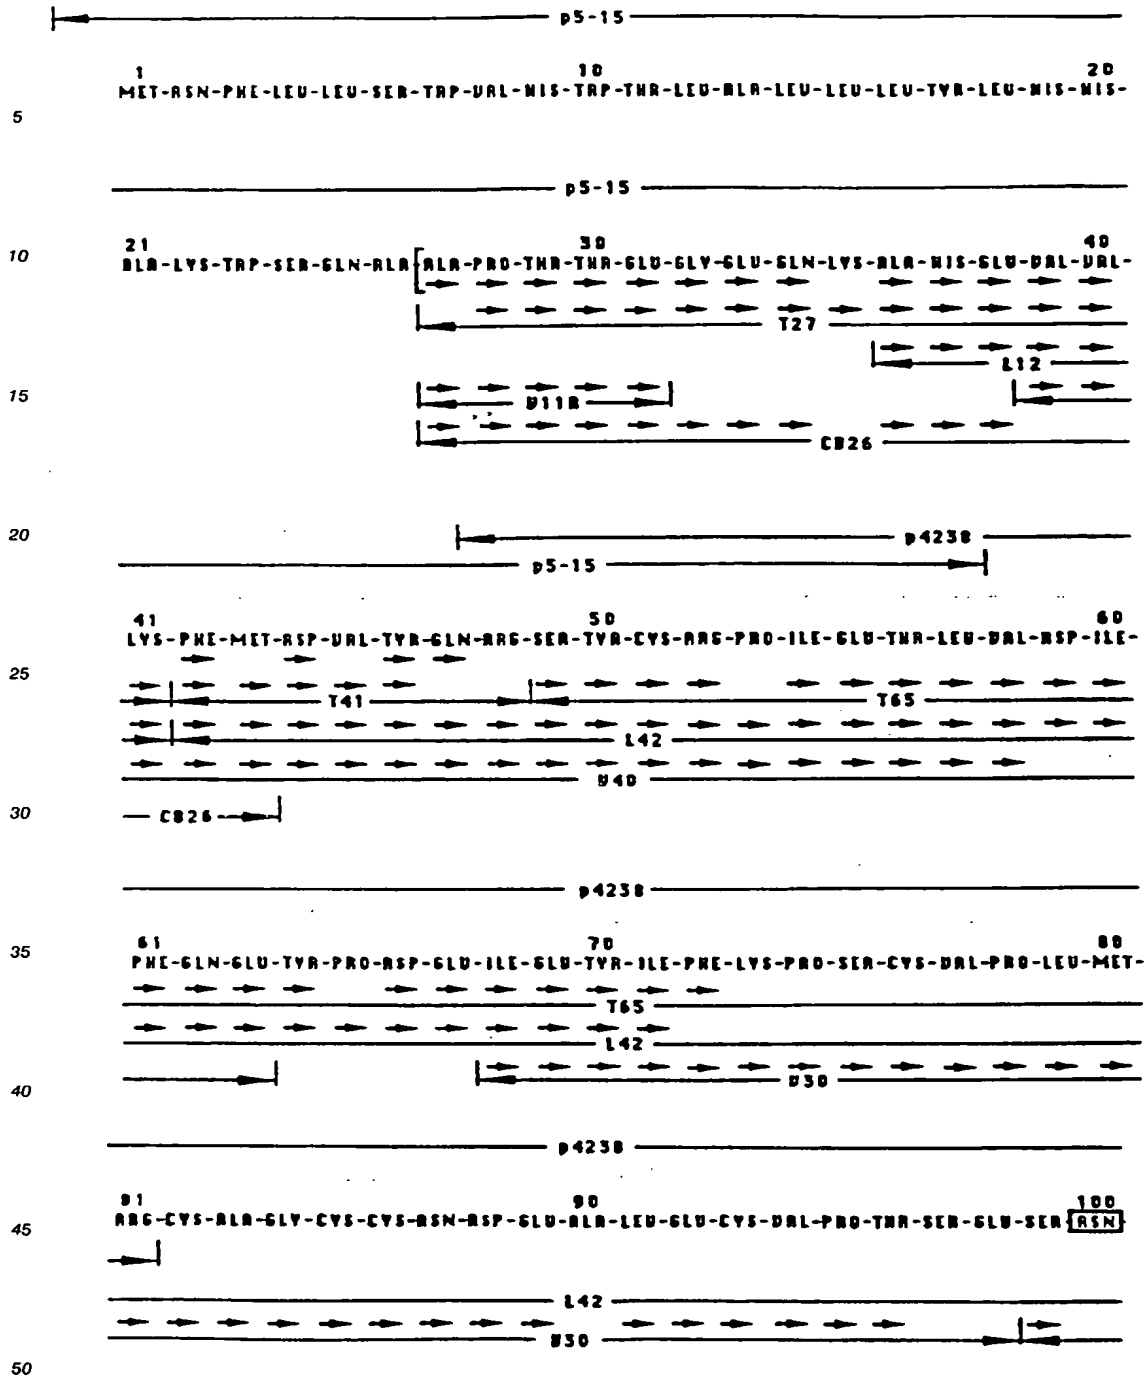 p5-15
1 10 20
MET-ASN-PHE-LEU-LEU-SER-TRP-VAL-HIS-TRP-THR-LEU-ALA-LEU-LEU-LEU-TYR-LEU-HIS-HIS-
5
p5-15
21 30 40
10
ALA-LYS-TRP-SER-GLN-ALA-[ALA-PRO-THR-THR-GLU-GLY-GLU-GLN-LYS-ALA-HIS-GLU-VAL-VAL-
T27
L12
15
V11A
CB26
20
p4238
p5-15
41 50 60
LYS-PHE-MET-ASP-VAL-TYR-GLN-ARG-SER-TYR-CYS-ARG-PRO-ILE-GLU-THR-LEU-VAL-ASP-ILE-
25
T41 T65
L42
V40
30
CB26
p4238
61 70 80
35
PHE-GLN-GLU-TYR-PRO-ASP-GLU-ILE-GLU-TYR-ILE-PHE-LYS-PRO-SER-CYS-VAL-PRO-LEU-MET-
T65
L42
V30
40
p4238
81 90 100
45
ARG-CYS-ALA-GLY-CYS-CYS-ASN-ASP-GLU-ALA-LEU-GLU-CYS-VAL-PRO-THR-SER-GLU-SER-ASN-
L42
V30
50